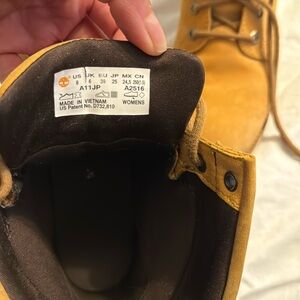 US UK EU JP MX CN
8 6 39 25 24,5 250(1.5)
A11JP A2516
MADE IN VIETNAM WOMENS
US Patent No. D732,810